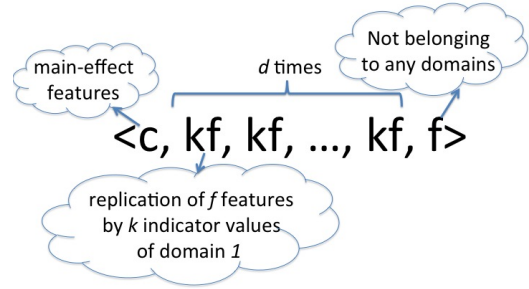 main-effect
features
d times
Not belonging
to any domains
<c, kf, kf, ..., kf, f>
replication of f features
by k indicator values
of domain 1